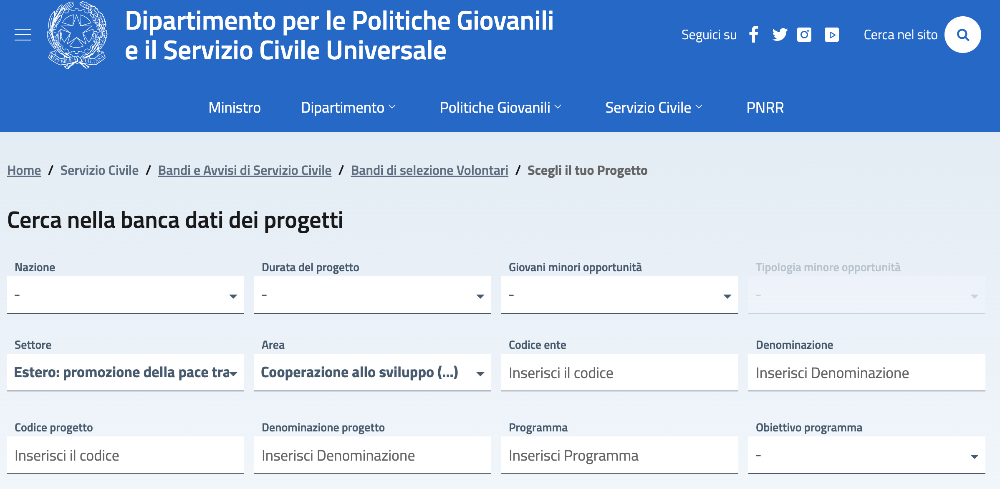 Dipartimento per le Politiche Giovanili
e il Servizio Civile Universale
REPVBBLICA ITALIANA
Seguici su
Cerca nel sito
Ministro
Dipartimento
Politiche Giovanili
Servizio Civile
PNRR
Home / Servizio Civile / Bandi e Avvisi di Servizio Civile / Bandi di selezione Volontari / Scegli il tuo Progetto
Cerca nella banca dati dei progetti
Nazione
-
Durata del progetto
-
Giovani minori opportunità
-
Tipologia minore opportunità
-
Settore
Estero: promozione della pace tra
Area
Cooperazione allo sviluppo (...)
Codice ente
Inserisci il codice
Denominazione
Inserisci Denominazione
Codice progetto
Inserisci il codice
Denominazione progetto
Inserisci Denominazione
Programma
Inserisci Programma
Obiettivo programma
-